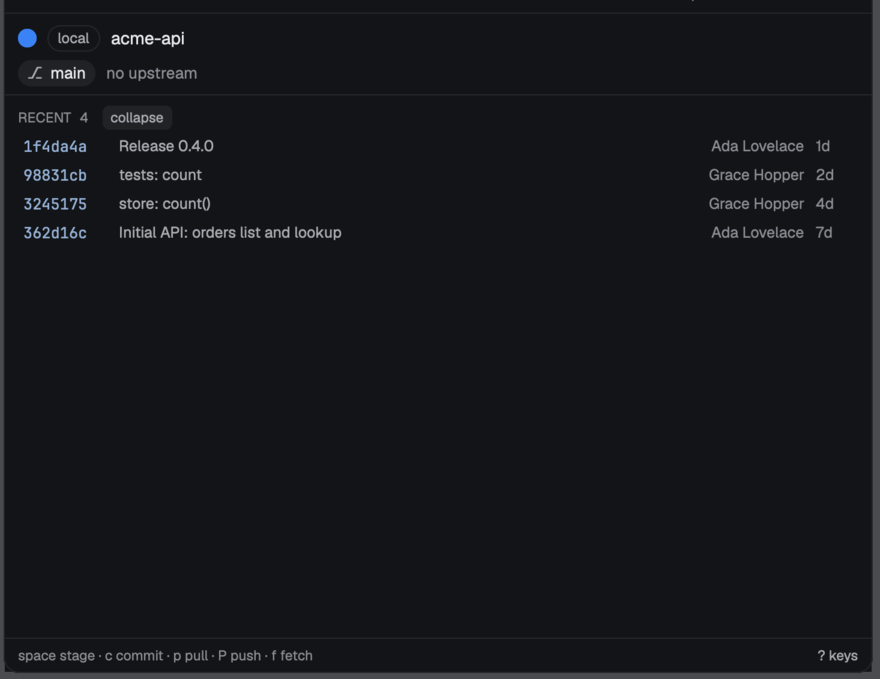 local acme-api
main no upstream
RECENT 4 collapse
1f4da4a Release 0.4.0 Ada Lovelace 1d
98831cb tests: count Grace Hopper 2d
3245175 store: count() Grace Hopper 4d
362d16c Initial API: orders list and lookup Ada Lovelace 7d
space stage · c commit · p pull · P push · f fetch ? keys